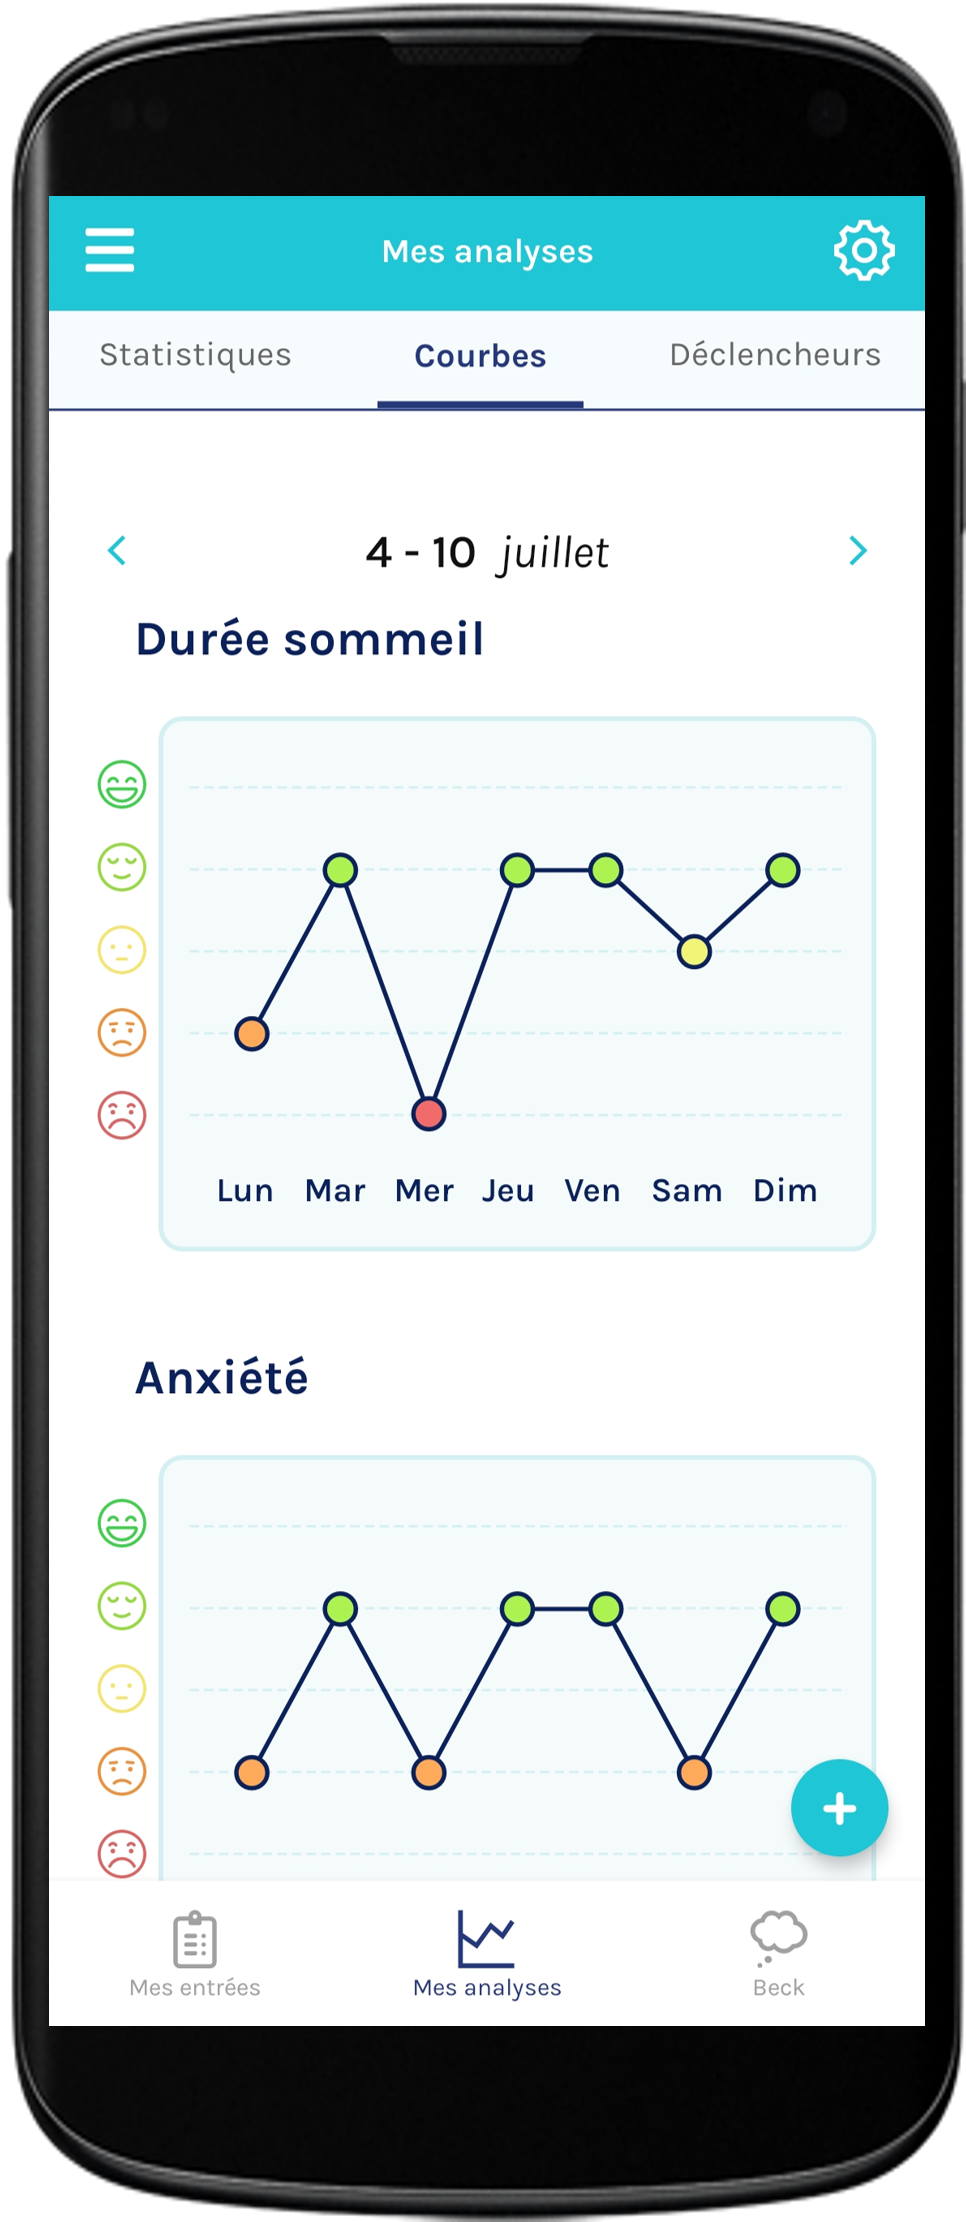 Mes analyses
Statistiques Courbes Déclencheurs
4 - 10 juillet
Durée sommeil
Lun Mar Mer Jeu Ven Sam Dim
Anxiété
Mes entrées Mes analyses Beck